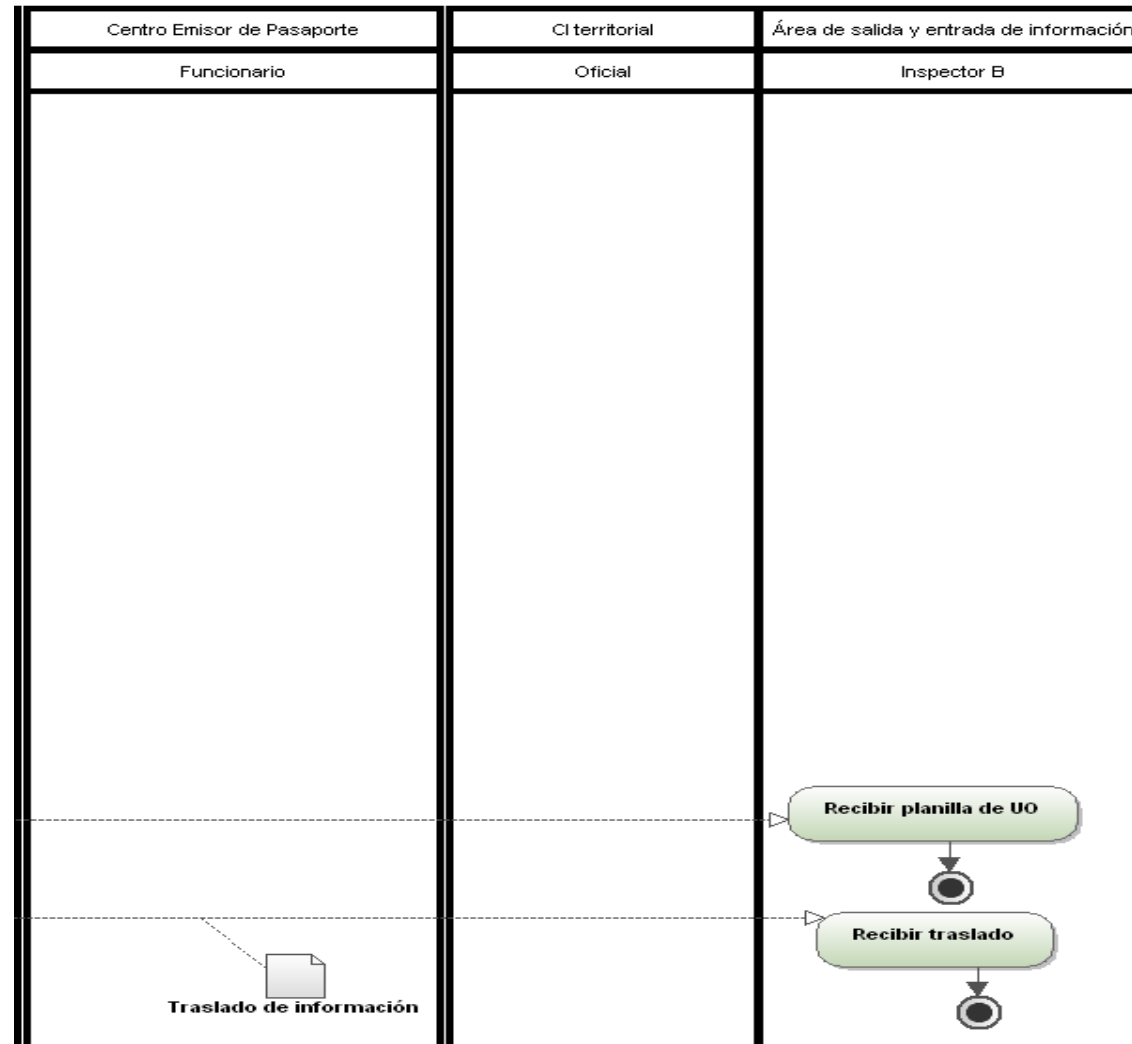 Centro Emisor de Pasaporte
CI territorial
Área de salida y entrada de información
Funcionario
Oficial
Inspector B
Recibir planilla de UO
Recibir traslado
Traslado de información